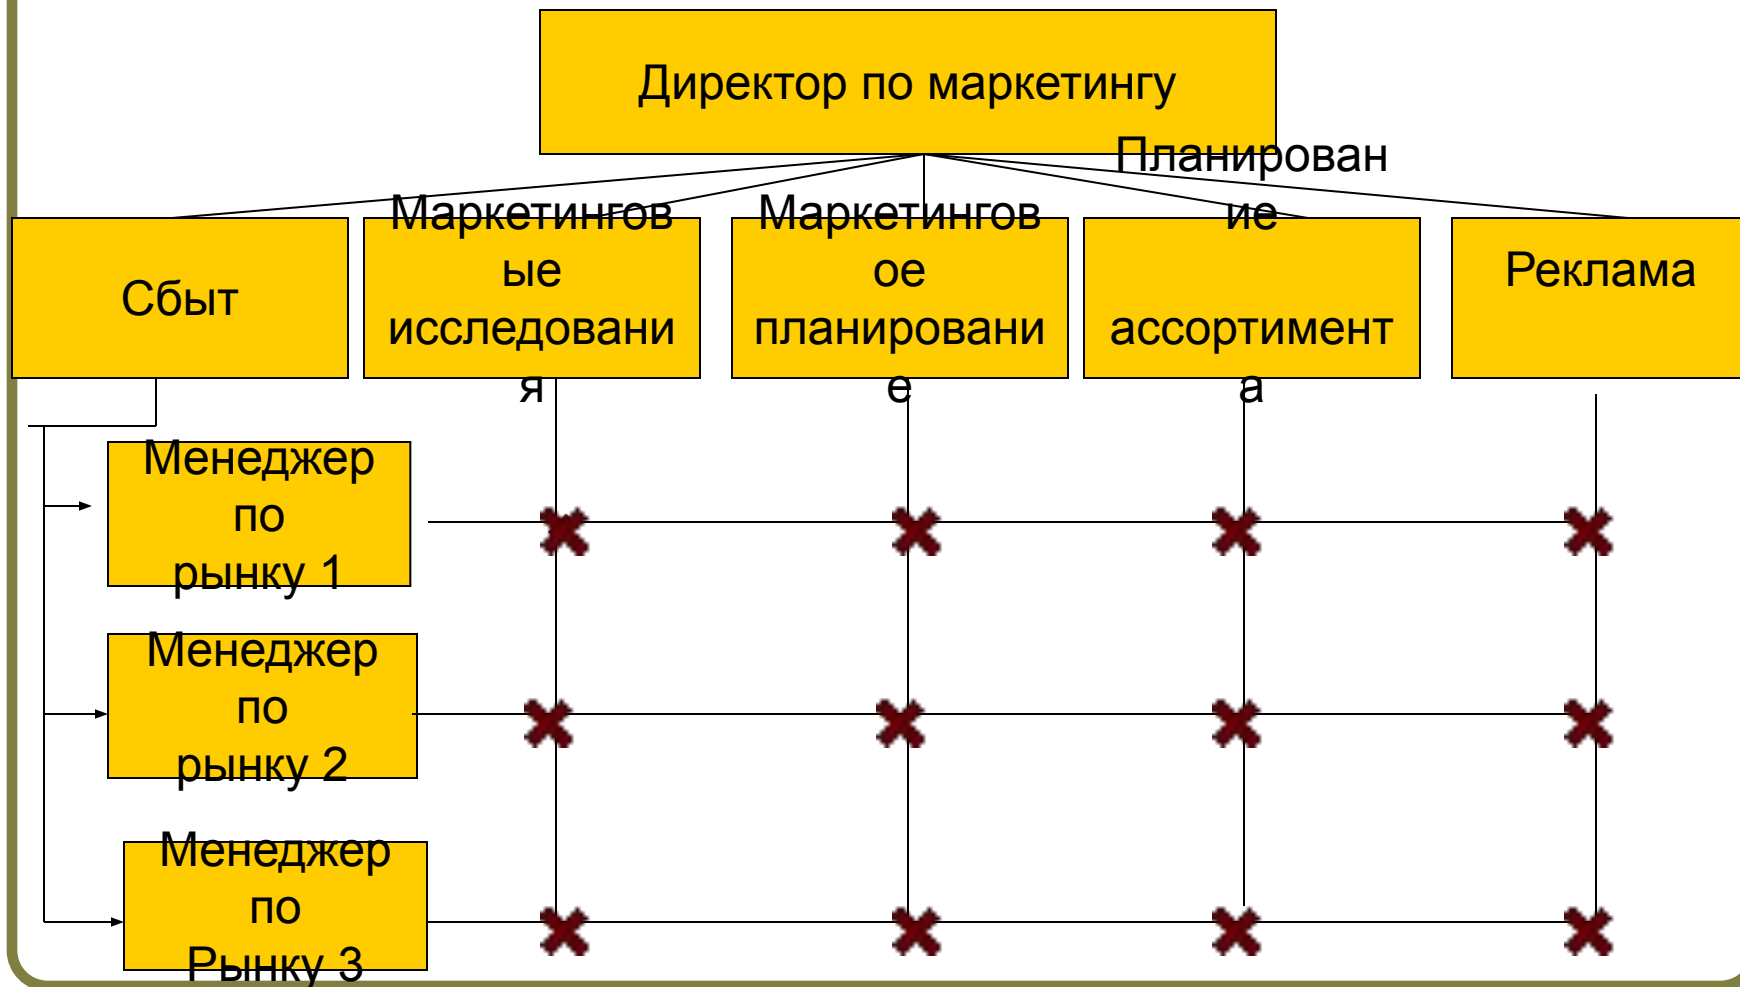 Директор по маркетингу
Сбыт
Маркетингов
ые
исследовани
я
Маркетингов
ое
планировани
е
Планирован
ие
ассортимент
а
Реклама
Менеджер
по
рынку 1
Менеджер
по
рынку 2
Менеджер
по
Рынку 3